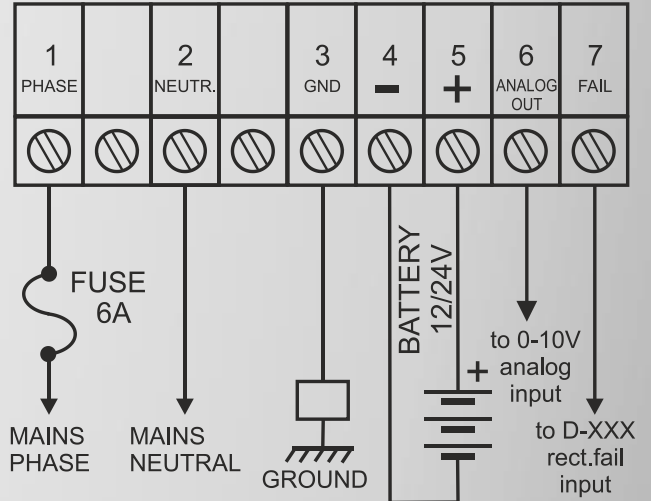 1
PHASE
2
NEUTR.
3
GND
4
-
5
+
6
ANALOG
OUT
7
FAIL
FUSE
6A
MAINS
PHASE
MAINS
NEUTRAL
GROUND
BATTERY
12/24V
+
to 0-10V
analog
input
to D-XXX
rect.fail
input